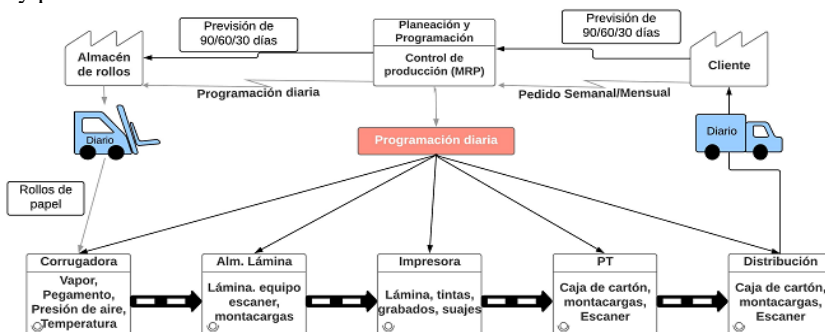 Previsión de
90/60/30 días
Planeación y
Programación
Control de
producción (MRP)
Previsión de
90/60/30 días
Almacén
de rollos
Cliente
Programación diaria
Pedido Semanal/Mensual
Diario
Programación diaria
Diario
Rollos de
papel
Corrugadora
Vapor,
Pegamento,
Presión de aire,
Temperatura
Alm. Lámina
Lámina. equipo
escaner,
montacargas
Impresora
Lámina, tintas,
grabados, suajes
PT
Caja de cartón,
montacargas,
Escaner
Distribución
Caja de cartón,
montacargas,
Escaner